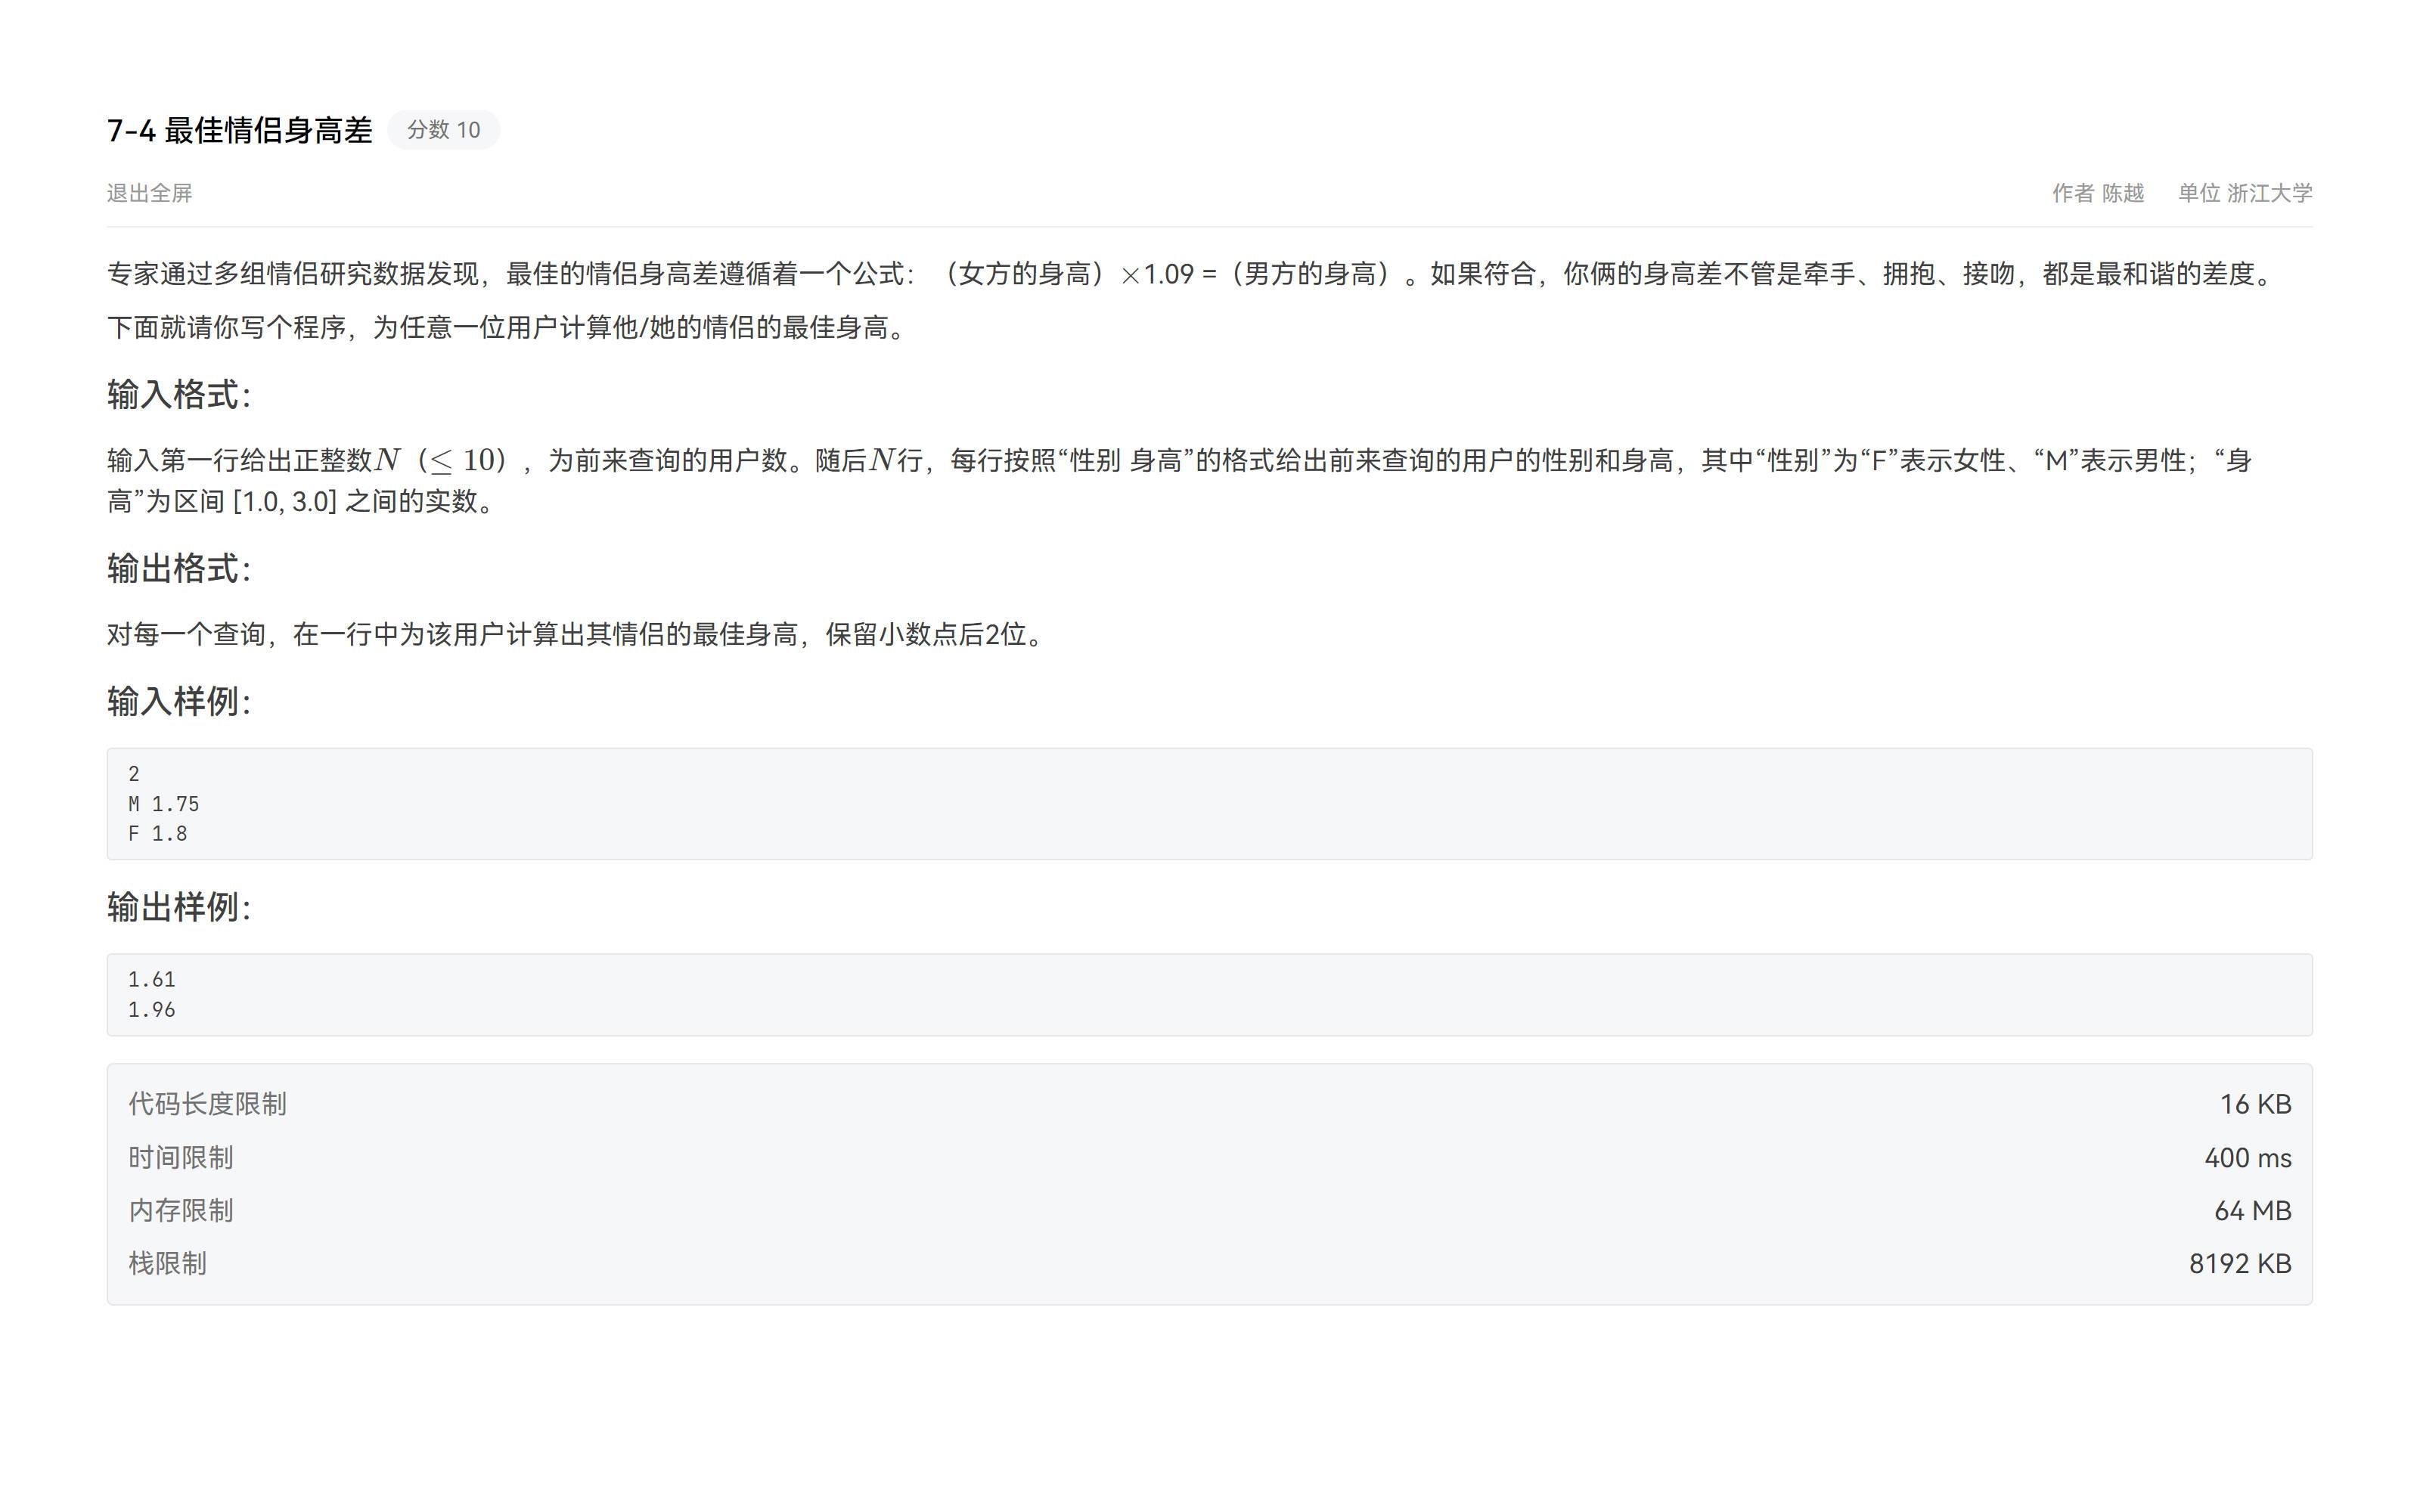 7-4 最佳情侣身高差 分数 10
退出全屏 作者 陈越 单位 浙江大学
专家通过多组情侣研究数据发现，最佳的情侣身高差遵循着一个公式：（女方的身高）×1.09 =（男方的身高）。如果符合，你俩的身高差不管是牵手、拥抱、接吻，都是最和谐的差度。
下面就请你写个程序，为任意一位用户计算他/她的情侣的最佳身高。
输入格式：
输入第一行给出正整数N（≤ 10），为前来查询的用户数。随后N行，每行按照“性别 身高”的格式给出前来查询的用户的性别和身高，其中“性别”为“F”表示女性、“M”表示男性；“身
高”为区间 [1.0, 3.0] 之间的实数。
输出格式：
对每一个查询，在一行中为该用户计算出其情侣的最佳身高，保留小数点后2位。
输入样例：
2
M 1.75
F 1.8
输出样例：
1.61
1.96
代码长度限制 16 KB
时间限制 400 ms
内存限制 64 MB
栈限制 8192 KB